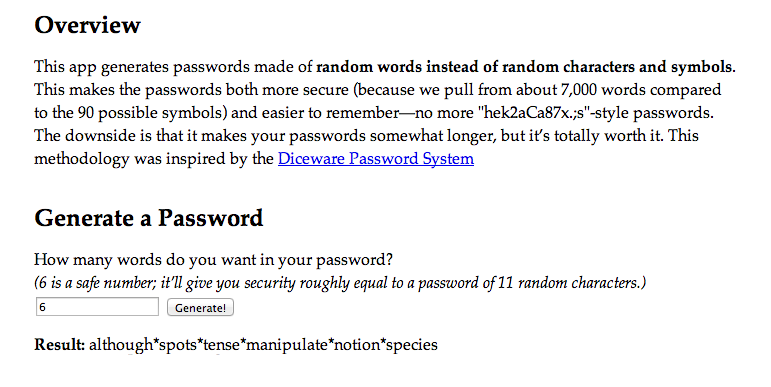 Overview
This app generates passwords made of random words instead of random characters and symbols.
This makes the passwords both more secure (because we pull from about 7,000 words compared
to the 90 possible symbols) and easier to remember—no more "hek2aCa87x.;s"-style passwords.
The downside is that it makes your passwords somewhat longer, but it's totally worth it. This
methodology was inspired by the Diceware Password System
Generate a Password
How many words do you want in your password?
(6 is a safe number; it'll give you security roughly equal to a password of 11 random characters.)
6 Generate!
Result: although*spots*tense*manipulate*notion*species